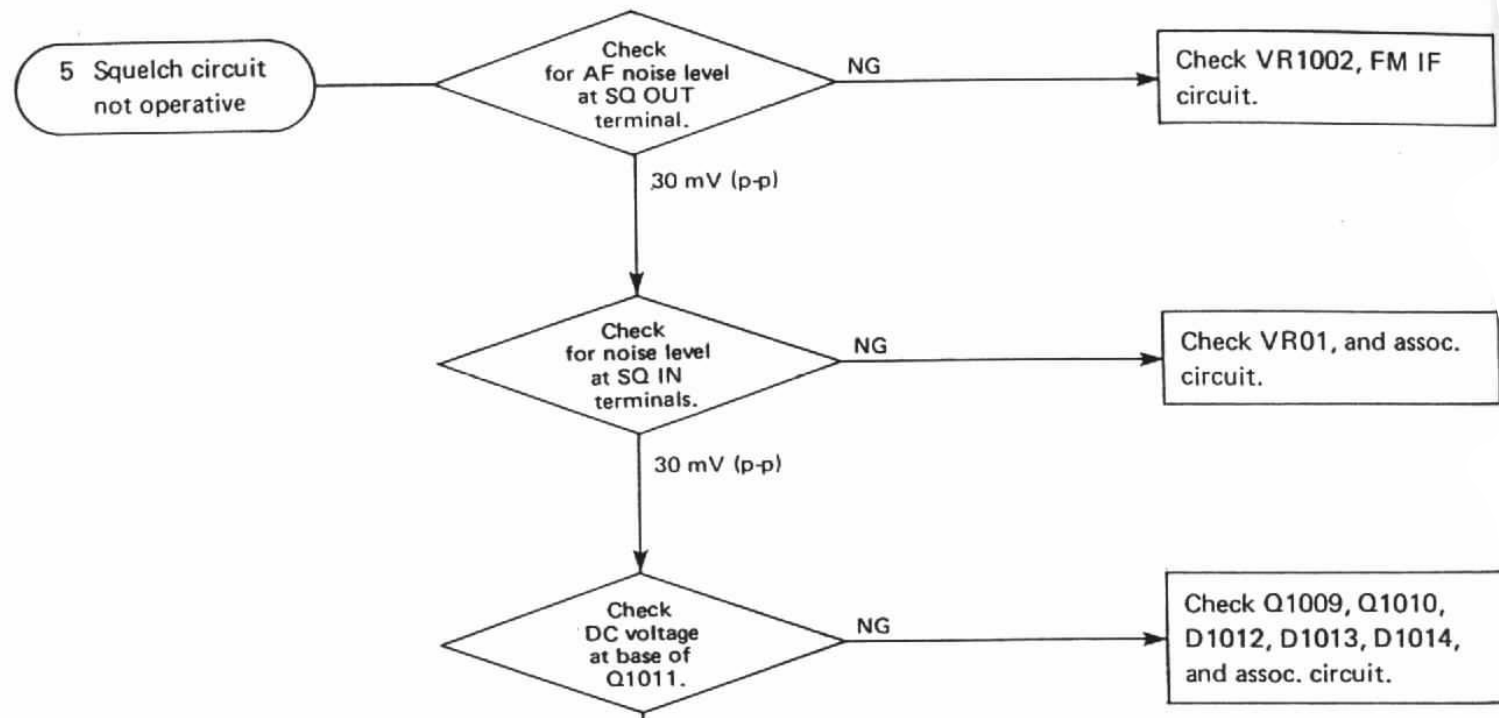 5 Squelch circuit
not operative
Check
for AF noise level
at SQ OUT
terminal.
NG
Check VR1002, FM IF
circuit.
30 mV (p-p)
Check
for noise level
at SQ IN
terminals.
NG
Check VR01, and assoc.
circuit.
30 mV (p-p)
Check
DC voltage
at base of
Q1011.
NG
Check Q1009, Q1010,
D1012, D1013, D1014,
and assoc. circuit.